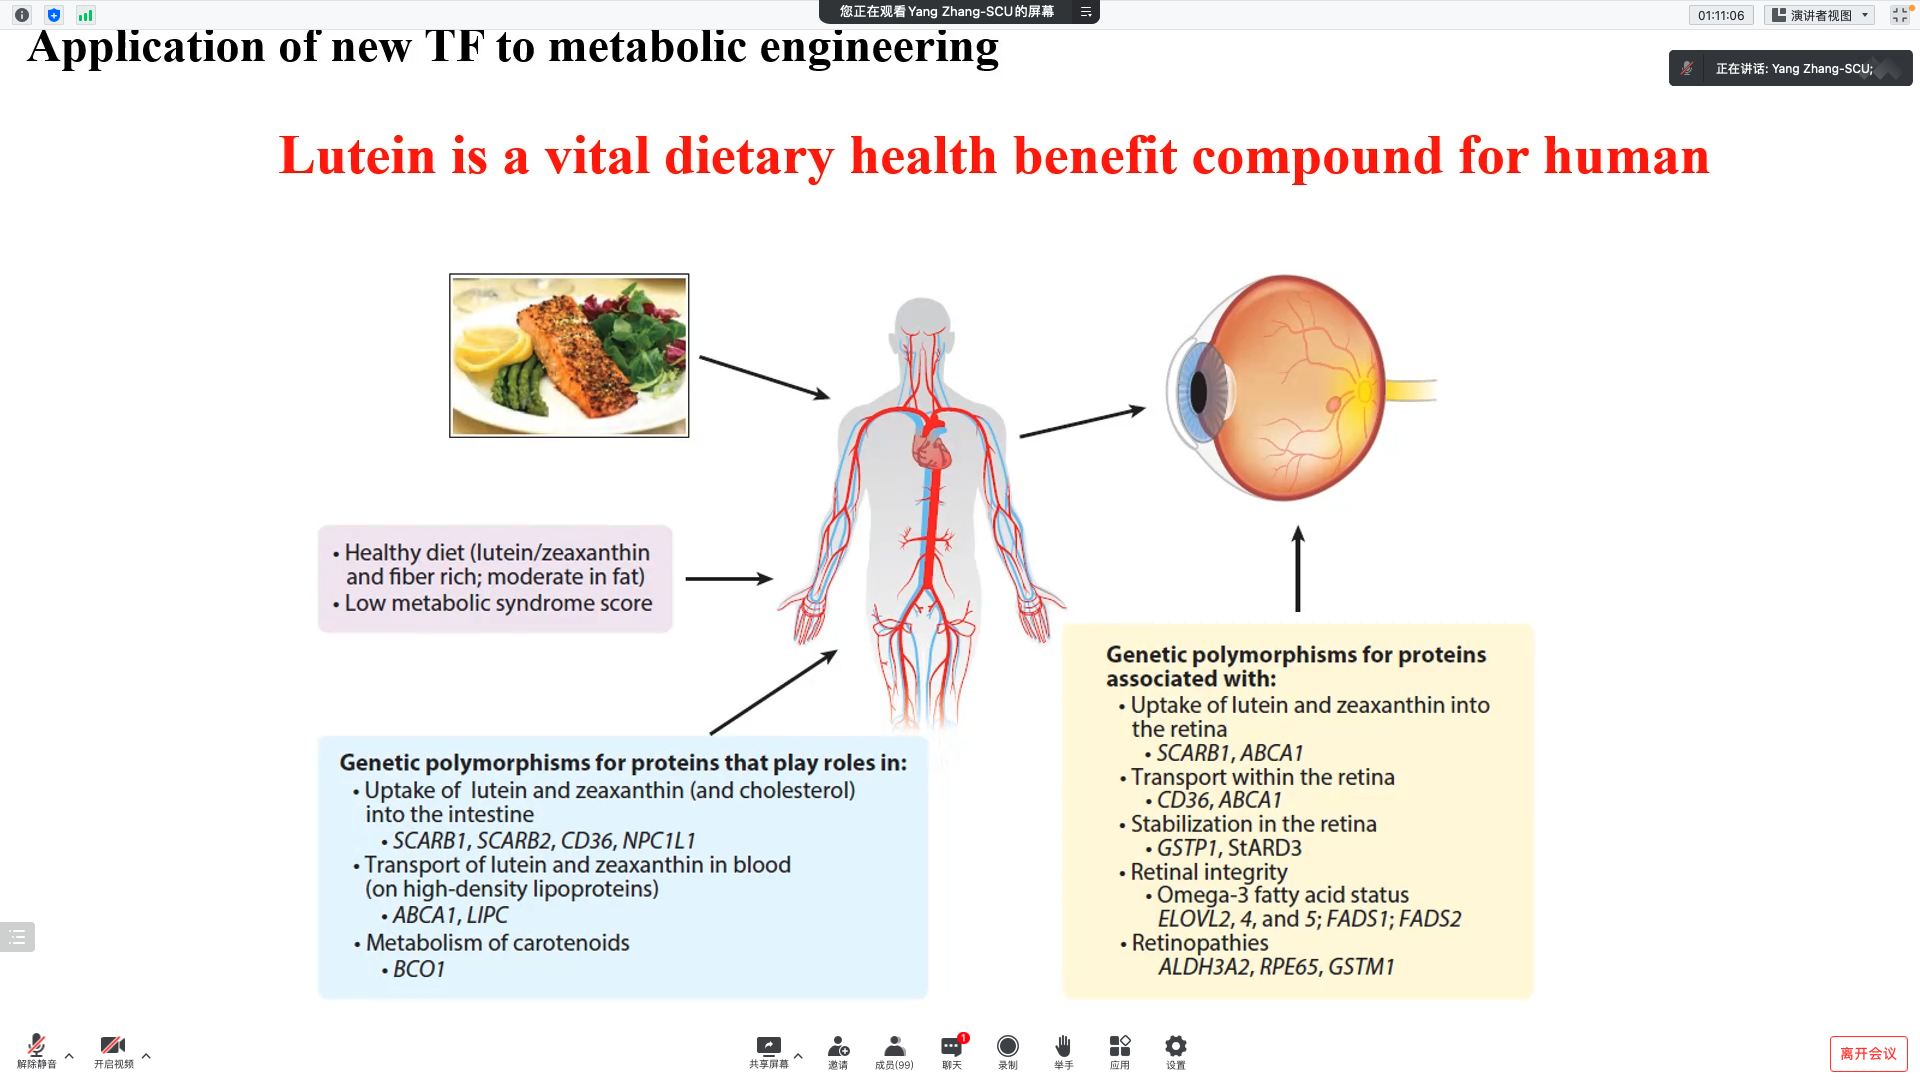 您正在观看Yang Zhang-SCU的屏幕
01:11:06
演讲者视图
Application of new TF to metabolic engineering
正在讲话: Yang Zhang-SCU;
Lutein is a vital dietary health benefit compound for human
• Healthy diet (lutein/zeaxanthin
and fiber rich; moderate in fat)
• Low metabolic syndrome score
Genetic polymorphisms for proteins that play roles in:
• Uptake of lutein and zeaxanthin (and cholesterol)
into the intestine
• SCARB1, SCARB2, CD36, NPC1L1
• Transport of lutein and zeaxanthin in blood
(on high-density lipoproteins)
• ABCA1, LIPC
• Metabolism of carotenoids
• BCO1
Genetic polymorphisms for proteins
associated with:
• Uptake of lutein and zeaxanthin into
the retina
• SCARB1, ABCA1
• Transport within the retina
• CD36, ABCA1
• Stabilization in the retina
• GSTP1, StARD3
• Retinal integrity
• Omega-3 fatty acid status
ELOVL2, 4, and 5; FADS1; FADS2
• Retinopathies
ALDH3A2, RPE65, GSTM1
解除静音
开启视频
共享屏幕
邀请
成员(99)
1
聊天
录制
举手
应用
设置
离开会议